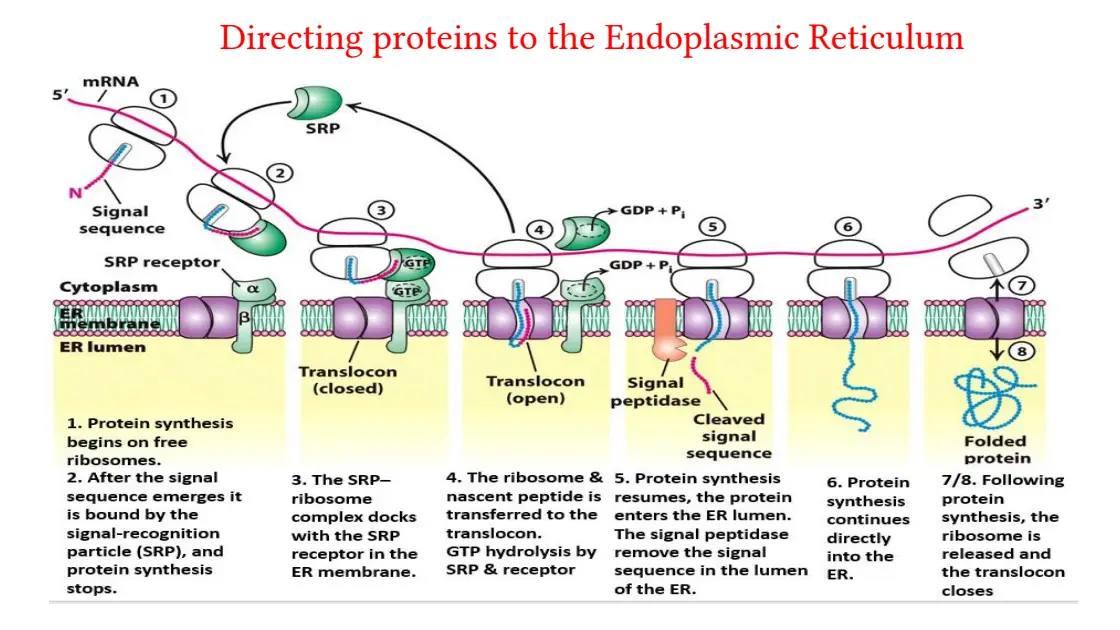 Directing proteins to the Endoplasmic Reticulum
5′
mRNA
1
SRP
2
N
Signal
sequence
3
4
GDP + Pi
5
6
3′
SRP receptor
α
GTP
GTP
GDP + Pi
7
Cytoplasm
ER
membrane
β
ER lumen
8
Translocon
(closed)
Translocon
(open)
Signal
peptidase
Cleaved
signal
sequence
Folded
protein
1. Protein synthesis
begins on free
ribosomes.
2. After the signal
sequence emerges it
is bound by the
signal-recognition
particle (SRP), and
protein synthesis
stops.
3. The SRP–
ribosome
complex docks
with the SRP
receptor in the
ER membrane.
4. The ribosome &
nascent peptide is
transferred to the
translocon.
GTP hydrolysis by
SRP & receptor
5. Protein synthesis
resumes, the protein
enters the ER lumen.
The signal peptidase
remove the signal
sequence in the lumen
of the ER.
6. Protein
synthesis
continues
directly
into the
ER.
7/8. Following
protein
synthesis, the
ribosome is
released and
the translocon
closes